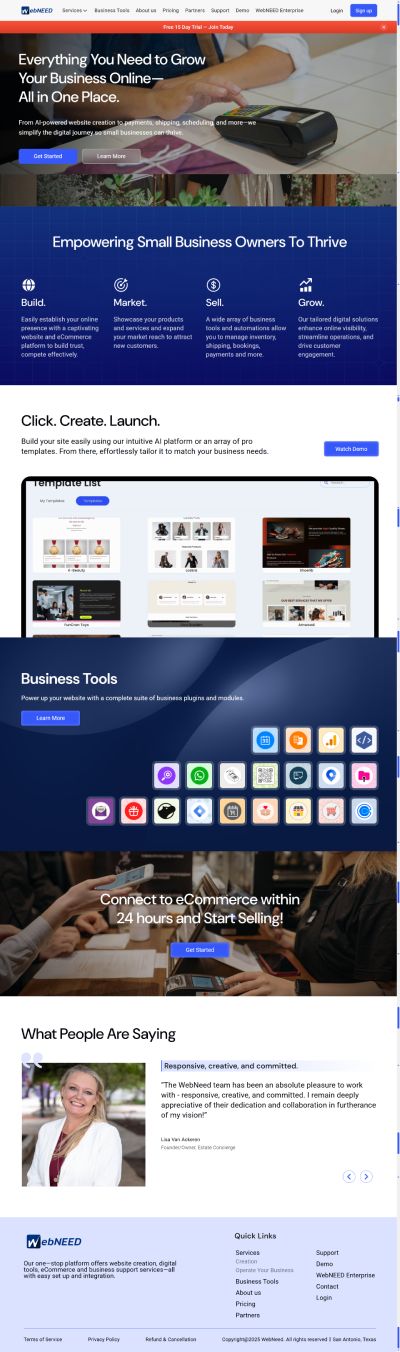 WebNEED
Services
Business Tools
About us
Pricing
Partners
Support
Demo
WebNEED Enterprise
Login
Sign up
Free 15 Day Trial — Join Today
Everything You Need to Grow
Your Business Online—
All in One Place.
From AI-powered website creation to payments, shipping, scheduling, and more—we
simplify the digital journey so small businesses can thrive.
Get Started
Learn More
Empowering Small Business Owners To Thrive
Build.
Easily establish your online
presence with a captivating
website and eCommerce
platform to build trust,
compete effectively.
Market.
Showcase your products
and services and expand
your market reach to attract
new customers.
Sell.
A wide array of business
tools and automations allow
you to manage inventory,
shipping, bookings,
payments and more.
Grow.
Our tailored digital solutions
enhance online visibility,
streamline operations, and
drive customer
engagement.
Click. Create. Launch.
Build your site easily using our intuitive AI platform or an array of pro
templates. From there, effortlessly tailor it to match your business needs.
Watch Demo
Template List
My Templates
Templates
Business Tools
Power up your website with a complete suite of business plugins and modules.
Learn More
Connect to eCommerce within
24 hours and Start Selling!
Get Started
What People Are Saying
Responsive, creative, and committed.
"The WebNeed team has been an absolute pleasure to work
with - responsive, creative, and committed. I remain deeply
appreciative of their dedication and collaboration in furtherance
of my vision!"
Lisa Van Ackeren
Founder/Owner, Estate Concierge
WebNEED
Our one–stop platform offers website creation, digital
tools, eCommerce and business support services—all
with easy set up and integration.
Quick Links
Services
Creation
Operate Your Business
Business Tools
About us
Pricing
Partners
Support
Demo
WebNEED Enterprise
Contact
Login
Terms of Service
Privacy Policy
Refund & Cancellation
Copyright@2025 WebNeed. All rights reserved | San Antonio, Texas